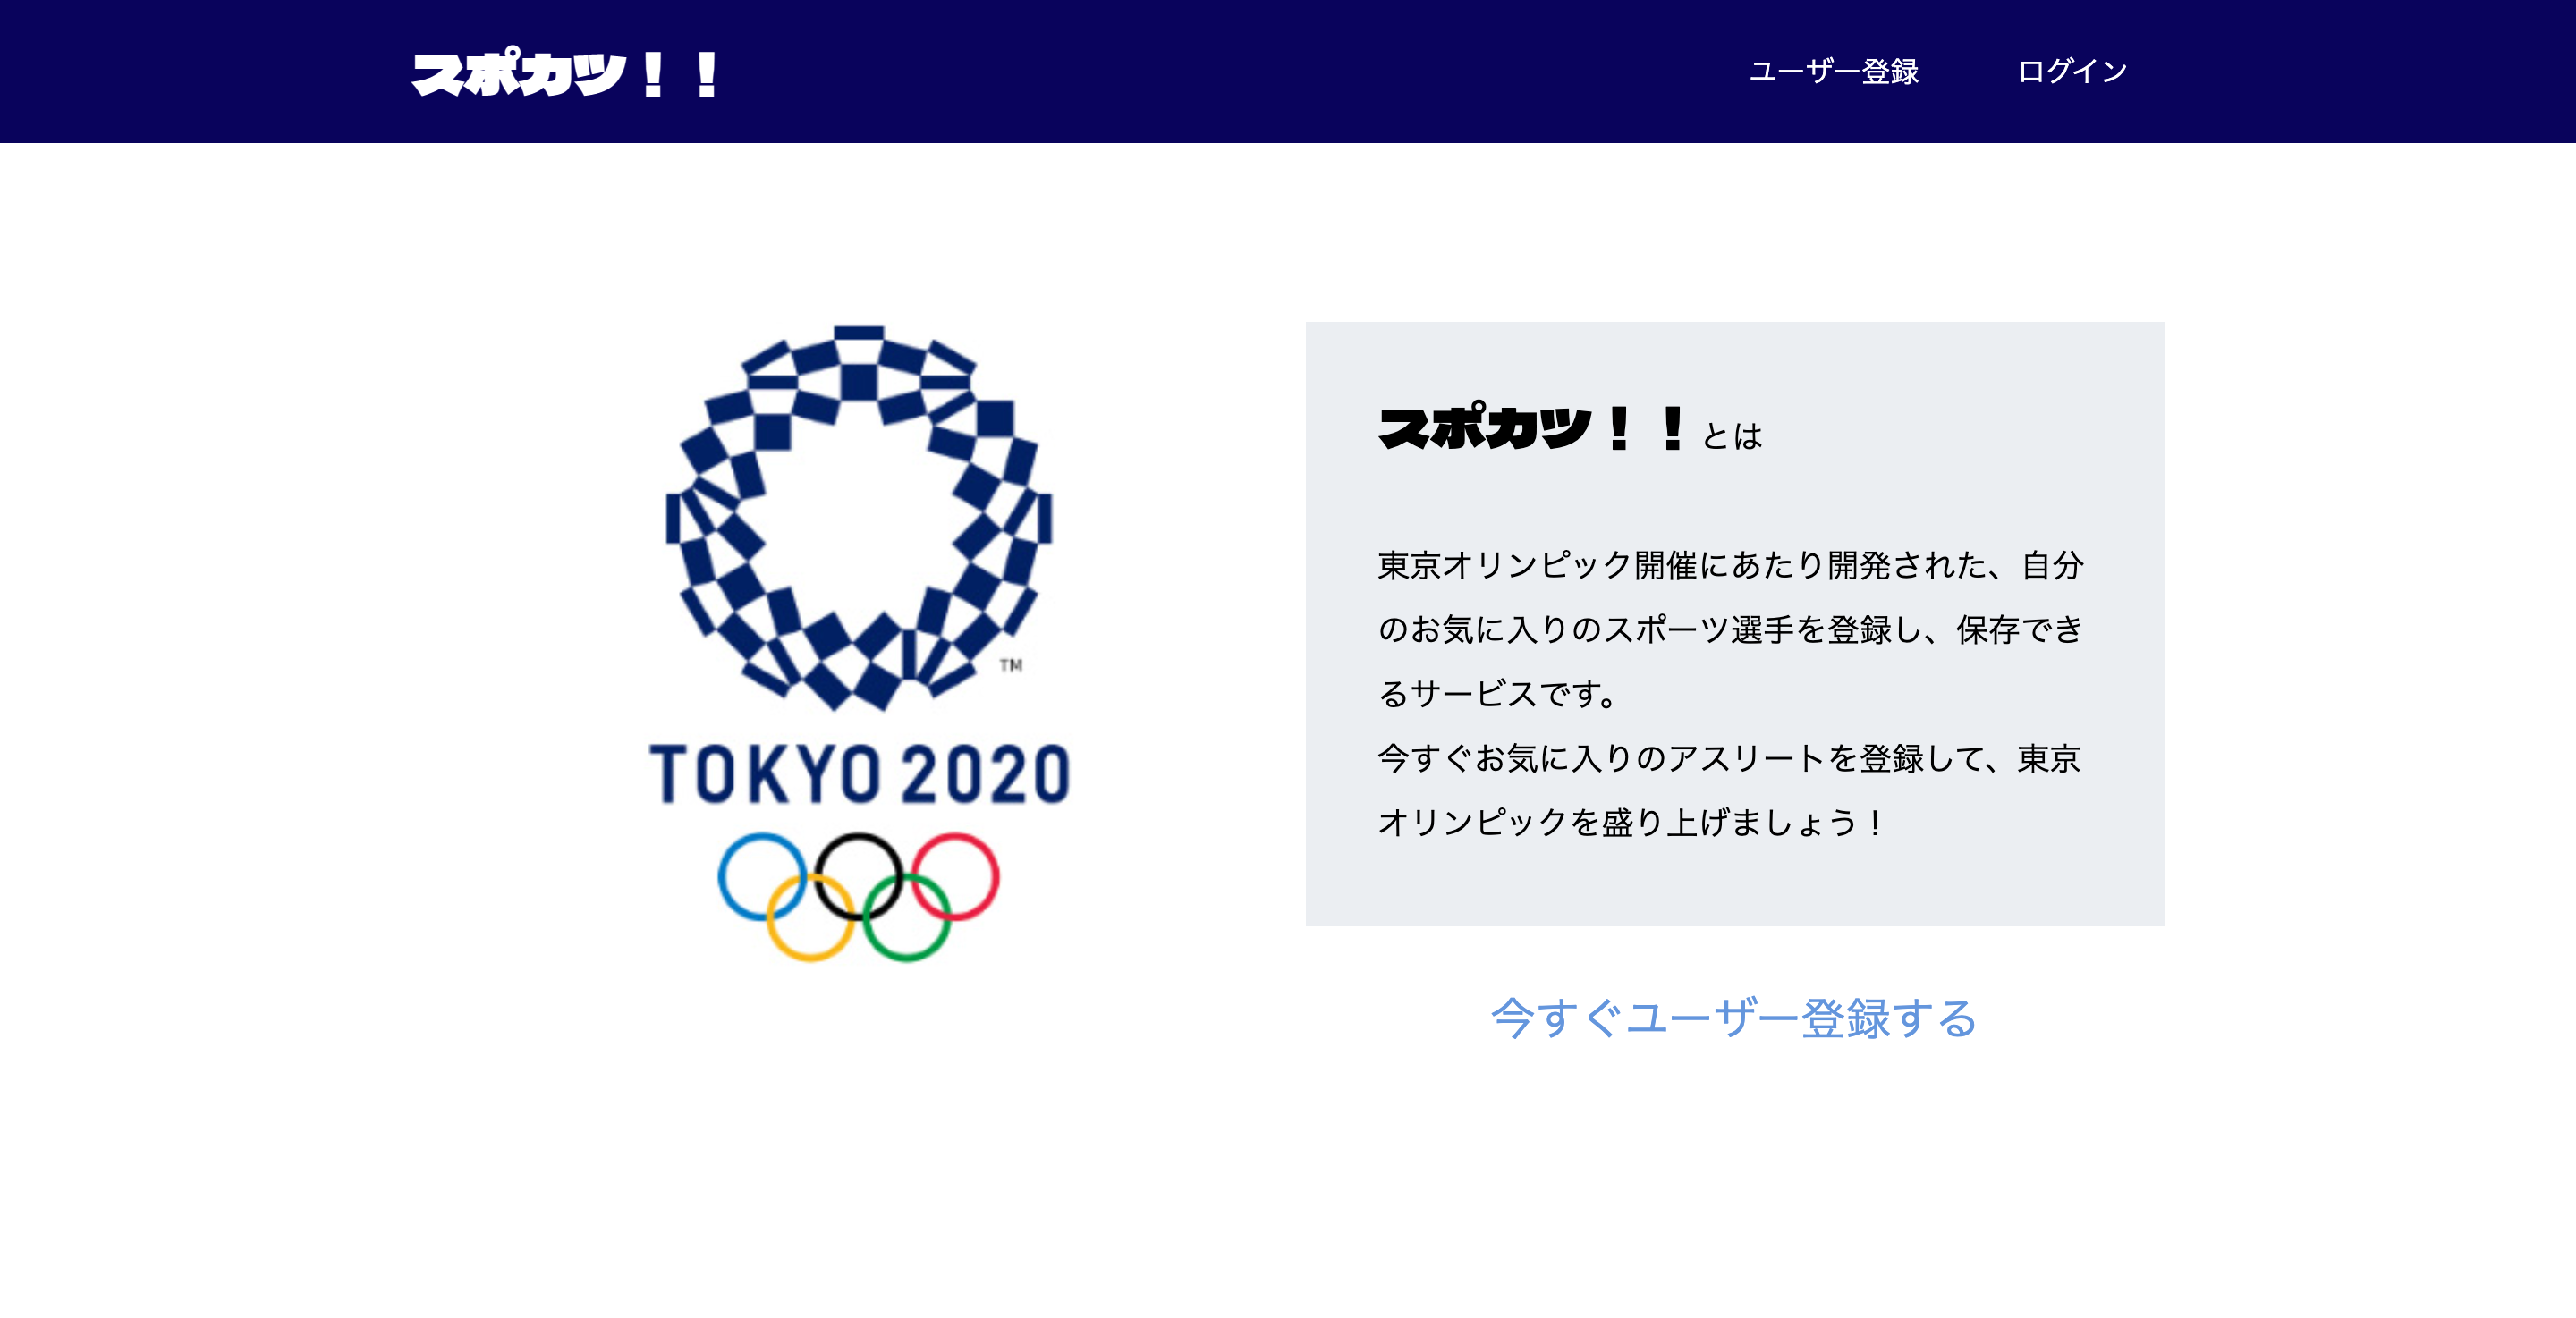 スポカツ！！
ユーザー登録
ログイン
TM
TOKYO 2020
スポカツ！！とは
東京オリンピック開催にあたり開発された、自分
のお気に入りのスポーツ選手を登録し、保存でき
るサービスです。
今すぐお気に入りのアスリートを登録して、東京
オリンピックを盛り上げましょう！
今すぐユーザー登録する